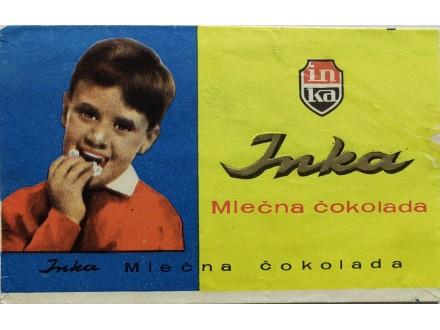 in
ka
Inka
Mlečna čokolada
Inka Mlečna čokolada